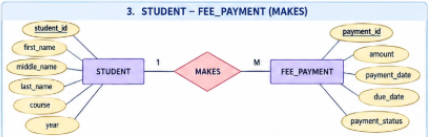 3. STUDENT – FEE_PAYMENT (MAKES)
student_id
first_name
middle_name
last_name
course
year
STUDENT
1
MAKES
M
FEE_PAYMENT
payment_id
amount
payment_date
due_date
payment_status